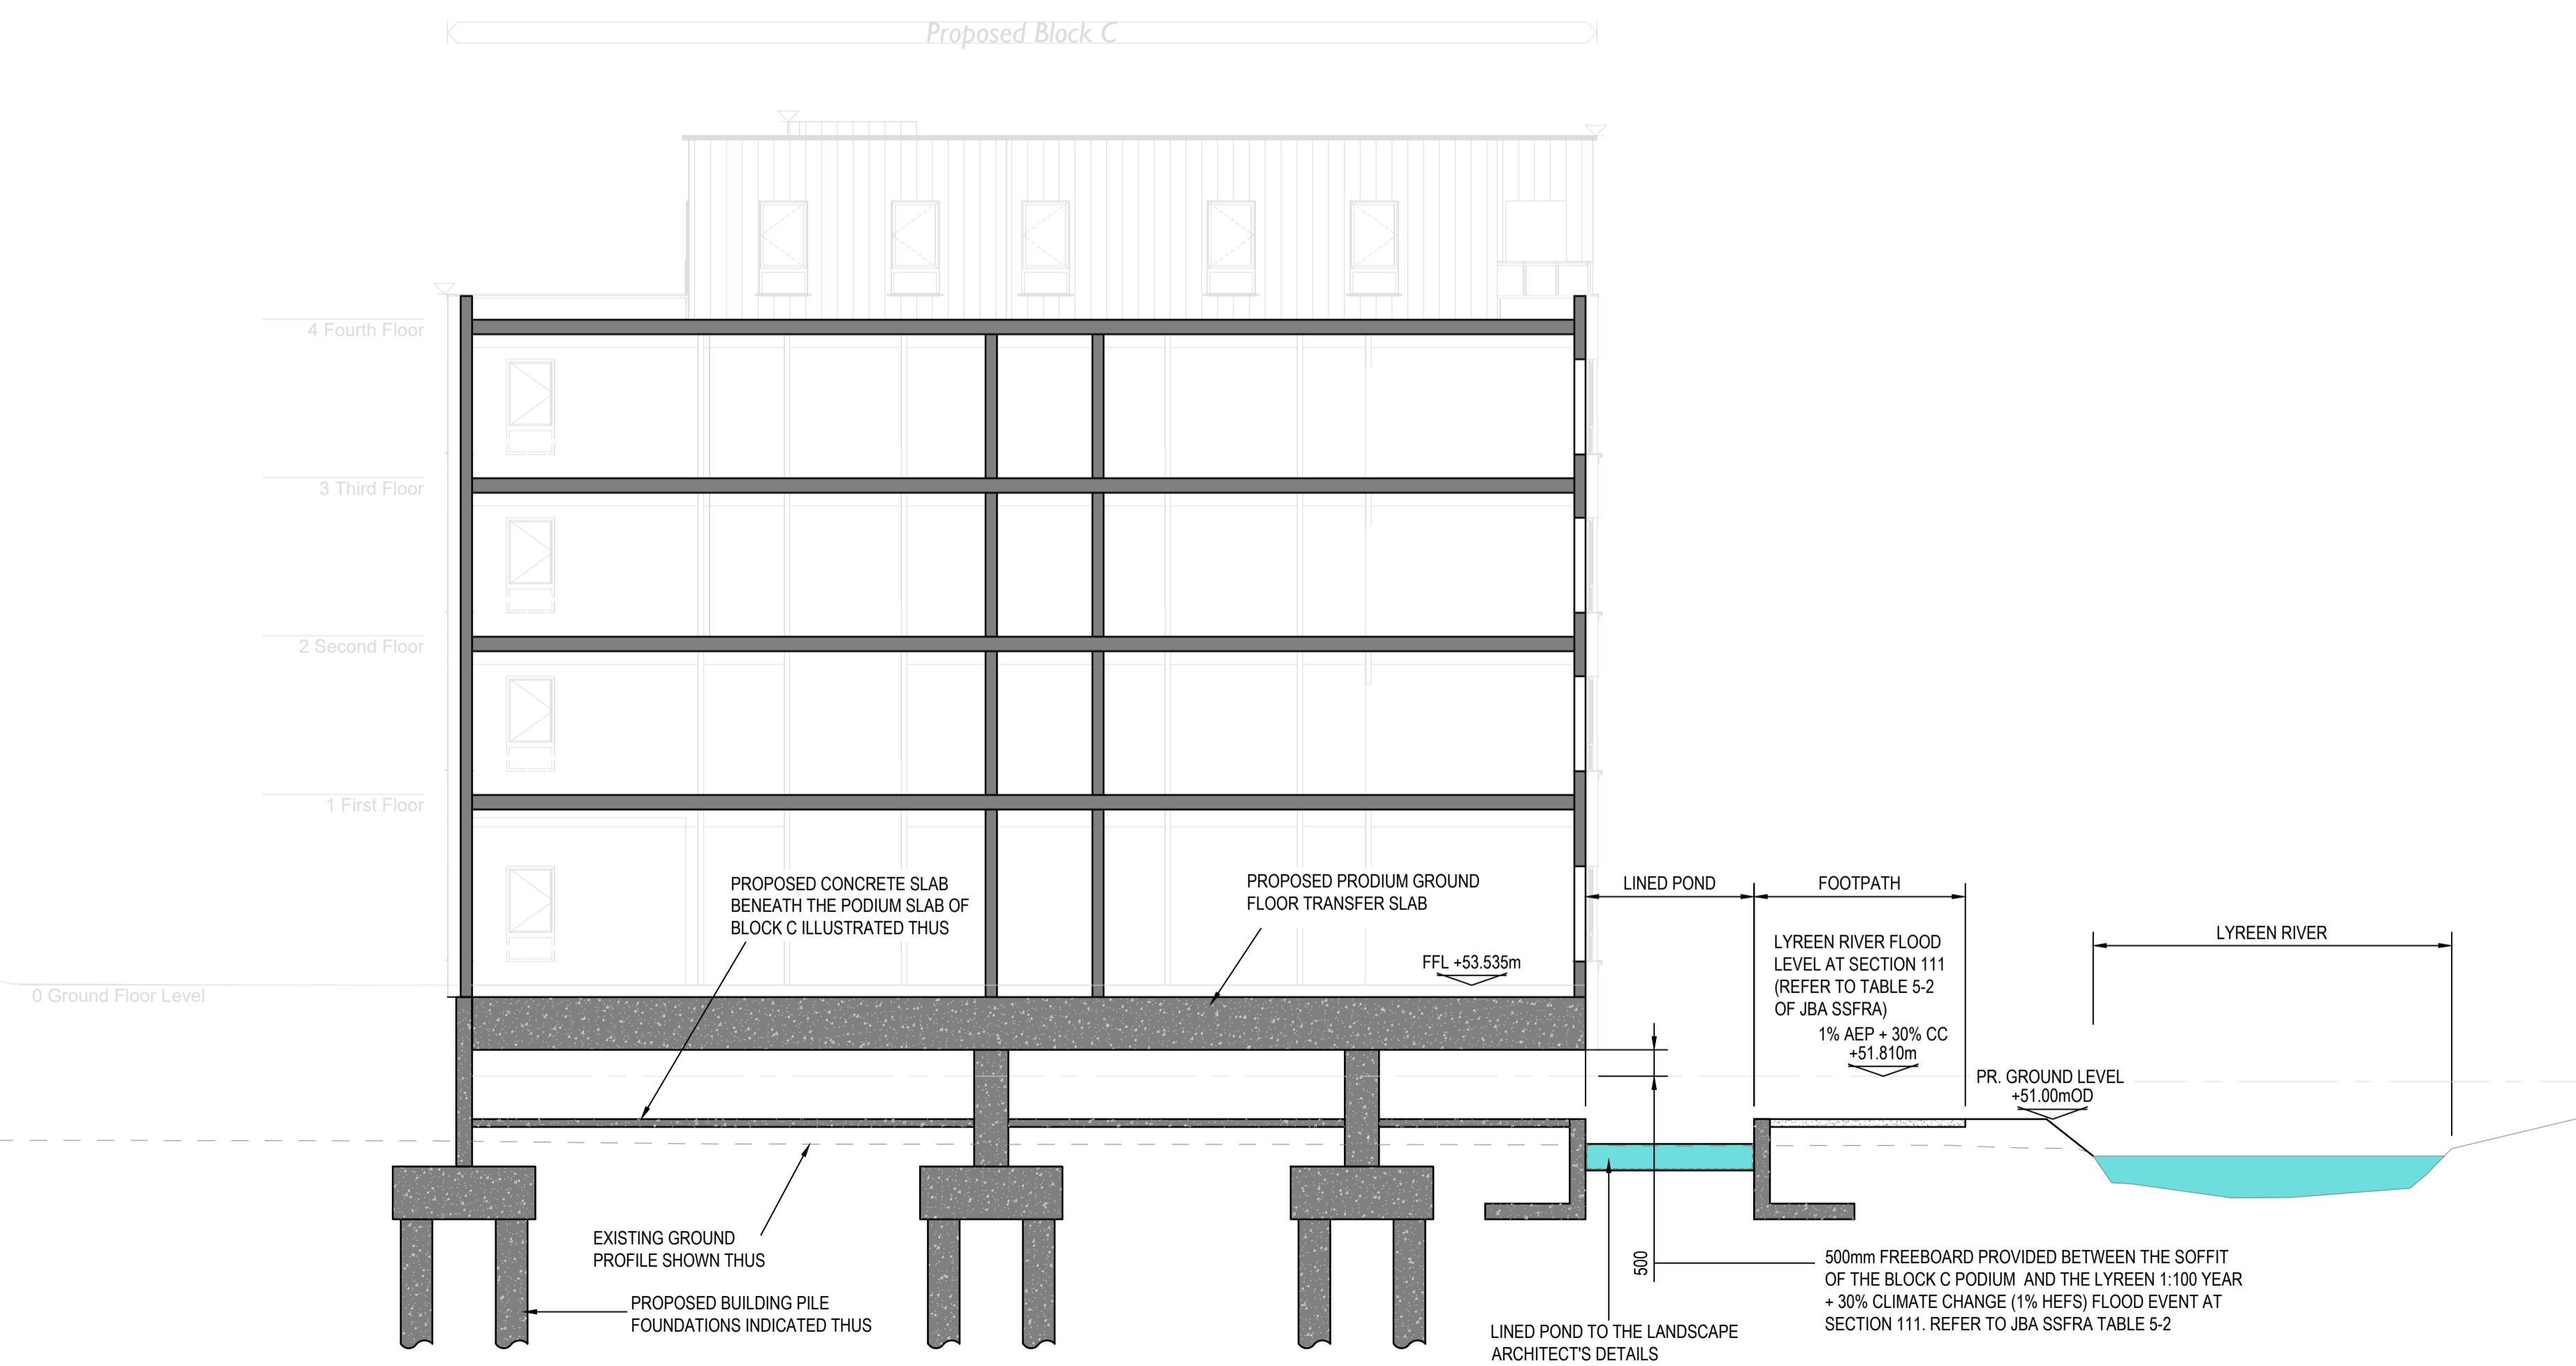 Proposed Block C
4 Fourth Floor
3 Third Floor
2 Second Floor
1 First Floor
0 Ground Floor Level
PROPOSED CONCRETE SLAB
BENEATH THE PODIUM SLAB OF
BLOCK C ILLUSTRATED THUS
PROPOSED PRODIUM GROUND
FLOOR TRANSFER SLAB
FFL +53.535m
LINED POND
FOOTPATH
LYREEN RIVER
LYREEN RIVER FLOOD
LEVEL AT SECTION 111
(REFER TO TABLE 5-2
OF JBA SSFRA)
1% AEP + 30% CC
+51.810m
PR. GROUND LEVEL
+51.00mOD
EXISTING GROUND
PROFILE SHOWN THUS
PROPOSED BUILDING PILE
FOUNDATIONS INDICATED THUS
500
500mm FREEBOARD PROVIDED BETWEEN THE SOFFIT
OF THE BLOCK C PODIUM AND THE LYREEN 1:100 YEAR
+ 30% CLIMATE CHANGE (1% HEFS) FLOOD EVENT AT
SECTION 111. REFER TO JBA SSFRA TABLE 5-2
LINED POND TO THE LANDSCAPE
ARCHITECT'S DETAILS